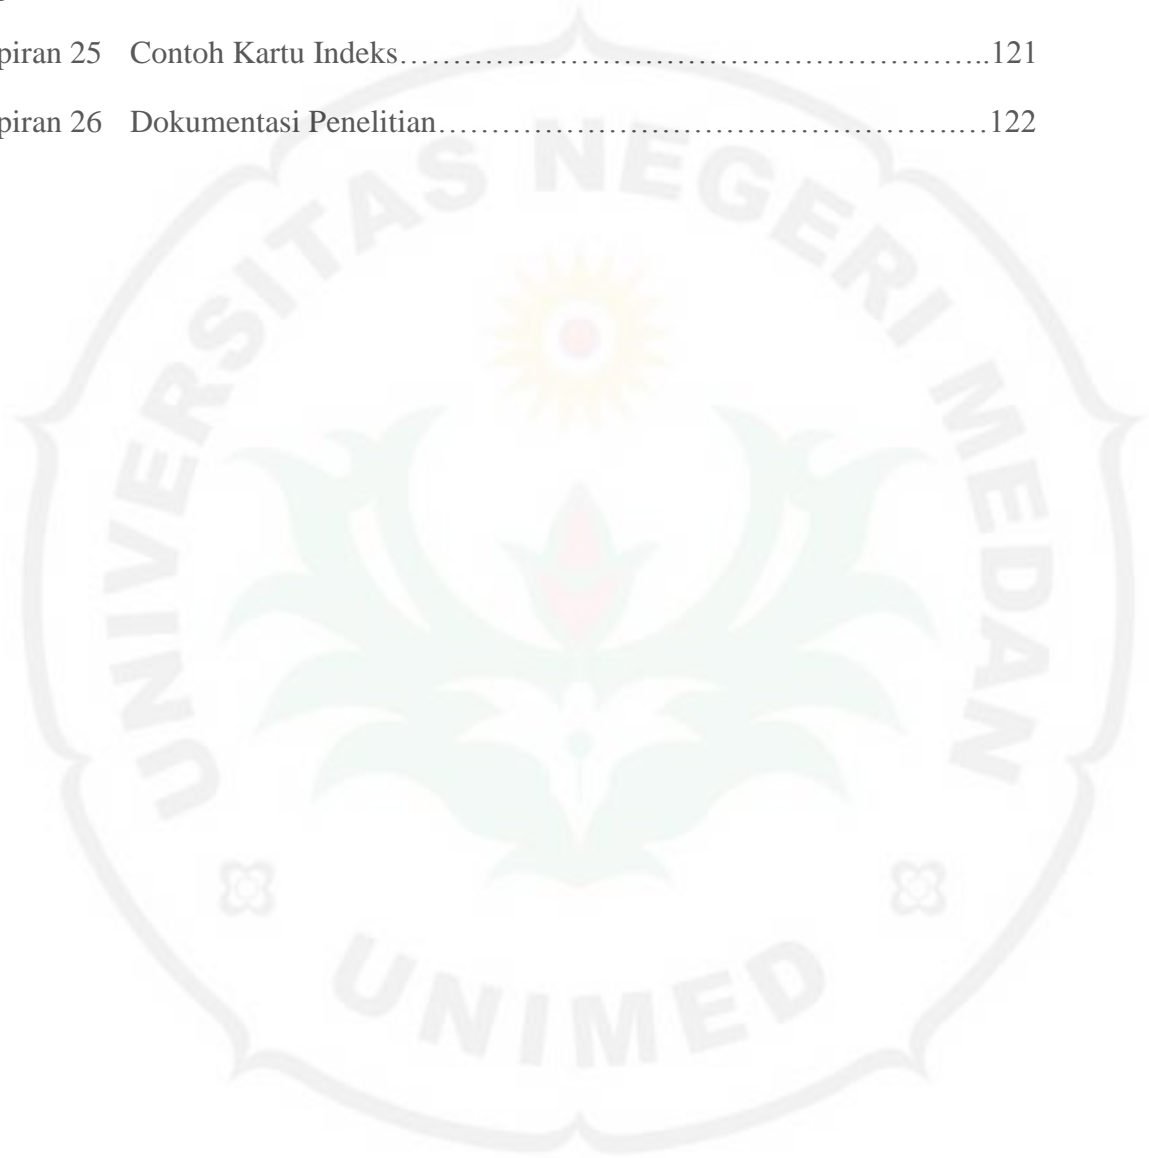 piran 25 Contoh Kartu Indeks…………………………………………………..121
piran 26 Dokumentasi Penelitian…………………………………………….…122
UNIVERSITAS NEGERI MEDAN
UNIMED